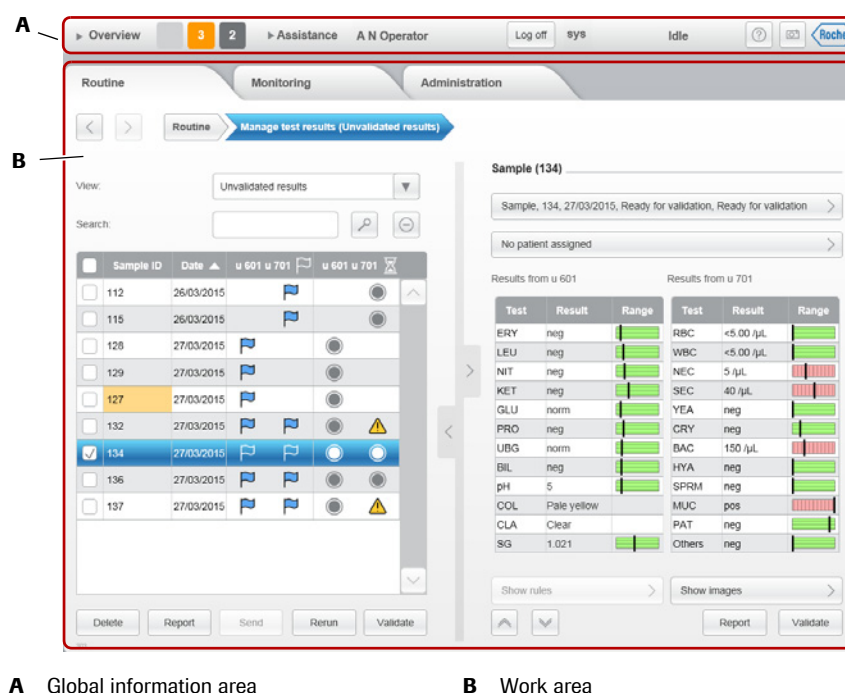 A
Overview 3 2 Assistance A N Operator Log off sys Idle Roche
Routine Monitoring Administration
Routine Manage test results (Unvalidated results)
B
View: Unvalidated results
Search:
Sample ID Date u 601 u 701 u 601 u 701
112 26/03/2015
115 26/03/2015
128 27/03/2015
129 27/03/2015
127 27/03/2015
132 27/03/2015
134 27/03/2015
136 27/03/2015
137 27/03/2015
Delete Report Send Rerun Validate
Sample (134)
Sample, 134, 27/03/2015, Ready for validation, Ready for validation
No patient assigned
Results from u 601
Test Result Range
ERY neg
LEU neg
NIT neg
KET neg
GLU norm
PRO neg
UBG norm
BIL neg
pH 5
COL Pale yellow
CLA Clear
SG 1.021
Results from u 701
Test Result Range
RBC <5.00 /µL
WBC <5.00 /µL
NEC 5 /µL
SEC 40 /µL
YEA neg
CRY neg
BAC 150 /µL
HYA neg
SPRM neg
MUC pos
PAT neg
Others neg
Show rules Show images
Report Validate
A Global information area B Work area